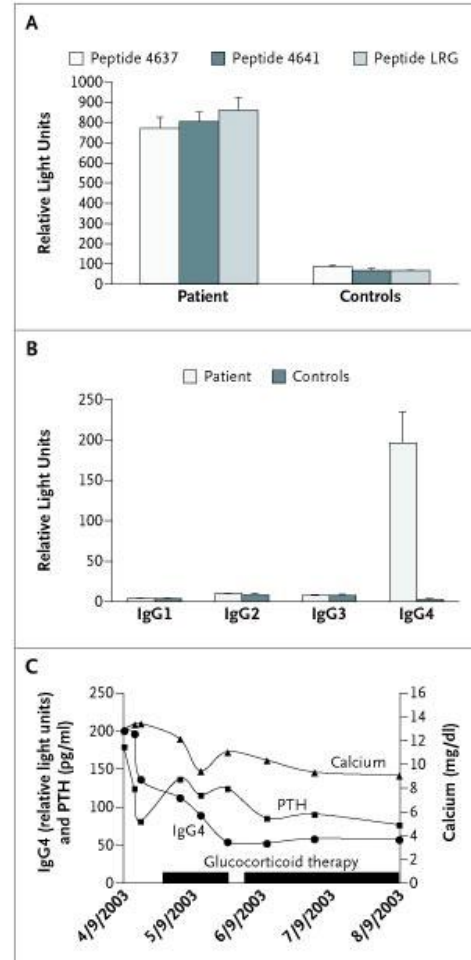 A
Peptide 4637 Peptide 4641 Peptide LRG
Relative Light Units
1000
900
800
700
600
500
400
300
200
100
0
Patient Controls
B
Patient Controls
Relative Light Units
250
200
150
100
50
0
IgG1 IgG2 IgG3 IgG4
C
IgG4 (relative light units)
and PTH (pg/ml)
250
200
150
100
50
0
Calcium
PTH
IgG4
Glucocorticoid therapy
16
14
12
10
8
6
4
2
0
Calcium (mg/dl)
4/9/2003 5/9/2003 6/9/2003 7/9/2003 8/9/2003